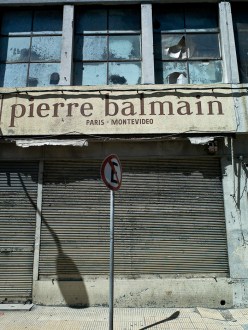 pierre balmain
PARIS - MONTEVIDEO
E